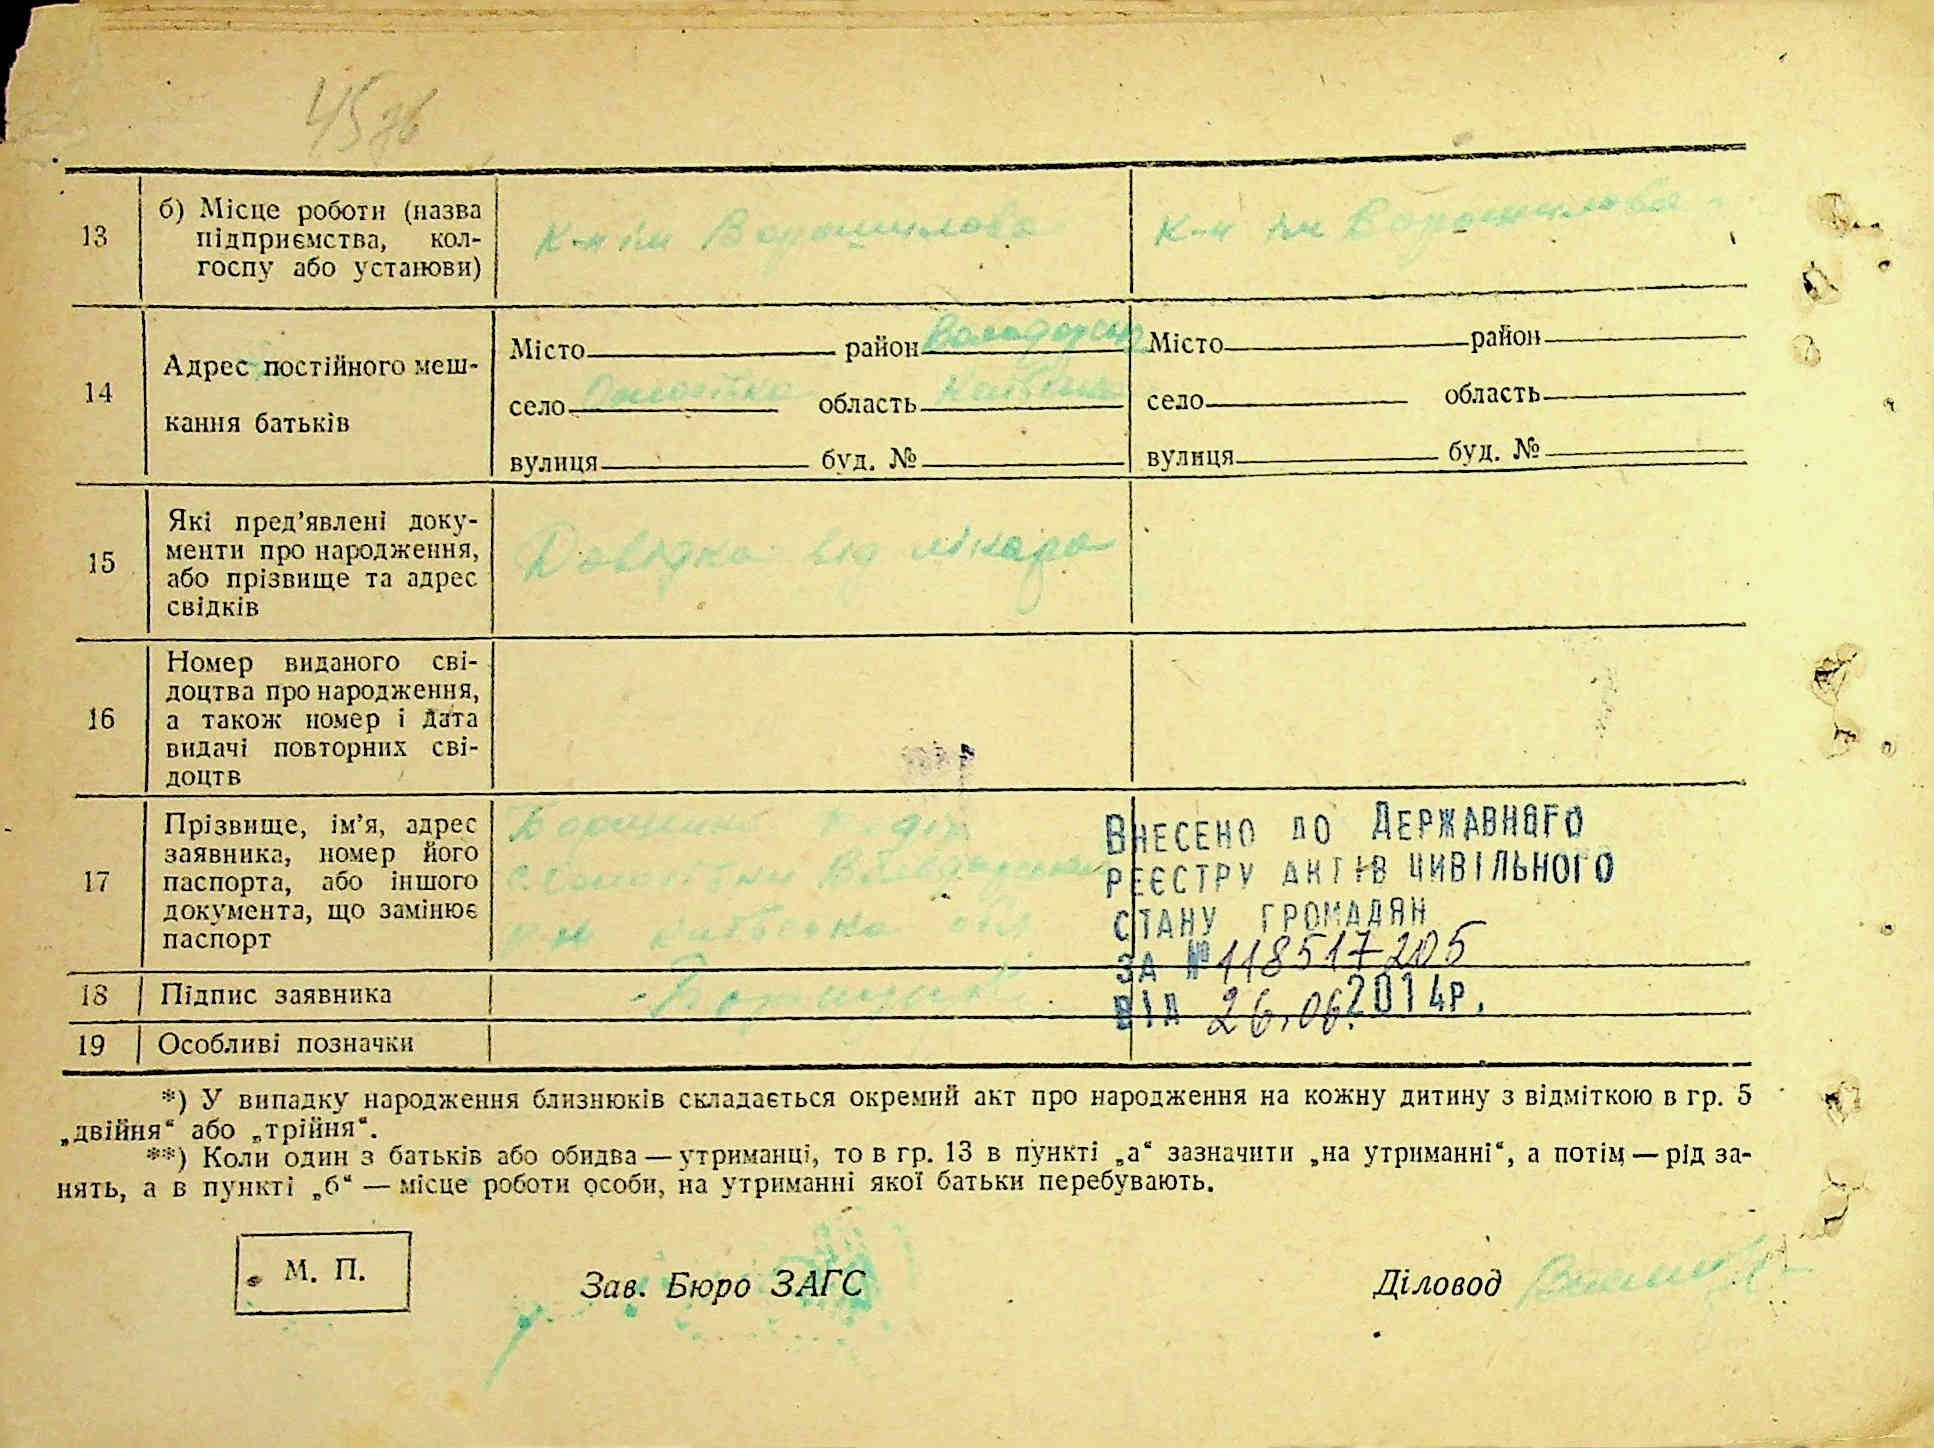 45 зв
13 б) Місце роботи (назва підприємства, кол-
госпу або установи)
к-п ім Ворошилова к-п ім Ворошилова
14 Адрес постійного меш-
кання батьків
Місто район Володарськ Місто район
село область Київська село область
вулиця буд. № вулиця буд. №
15 Які пред’явлені доку-
менти про народження,
або прізвище та адрес
свідків
Довідка від лікаря
16 Номер виданого сві-
доцтва про народження,
а також номер і дата
видачі повторних сві-
доцтв
17 Прізвище, ім’я, адрес
заявника, номер його
паспорта, або іншого
документа, що замінює
паспорт
р-н Київська обл
ВНЕСЕНО ДО ДЕРЖАВНОГО
РЕЄСТРУ АКТІВ ЦИВІЛЬНОГО
СТАНУ ГРОМАДЯН
ЗА № 118517205
ВІД 26.06.2014р.
18 Підпис заявника
19 Особливі позначки
*) У випадку народження близнюків складається окремий акт про народження на кожну дитину з відміткою в гр. 5
„двійня“ або „трійня“.
**) Коли один з батьків або обидва — утриманці, то в гр. 13 в пункті „а“ зазначити „на утриманні“, а потім — рід за-
нять, а в пункті „б“ — місце роботи особи, на утриманні якої батьки перебувають.
М. П. Зав. Бюро ЗАГС Діловод